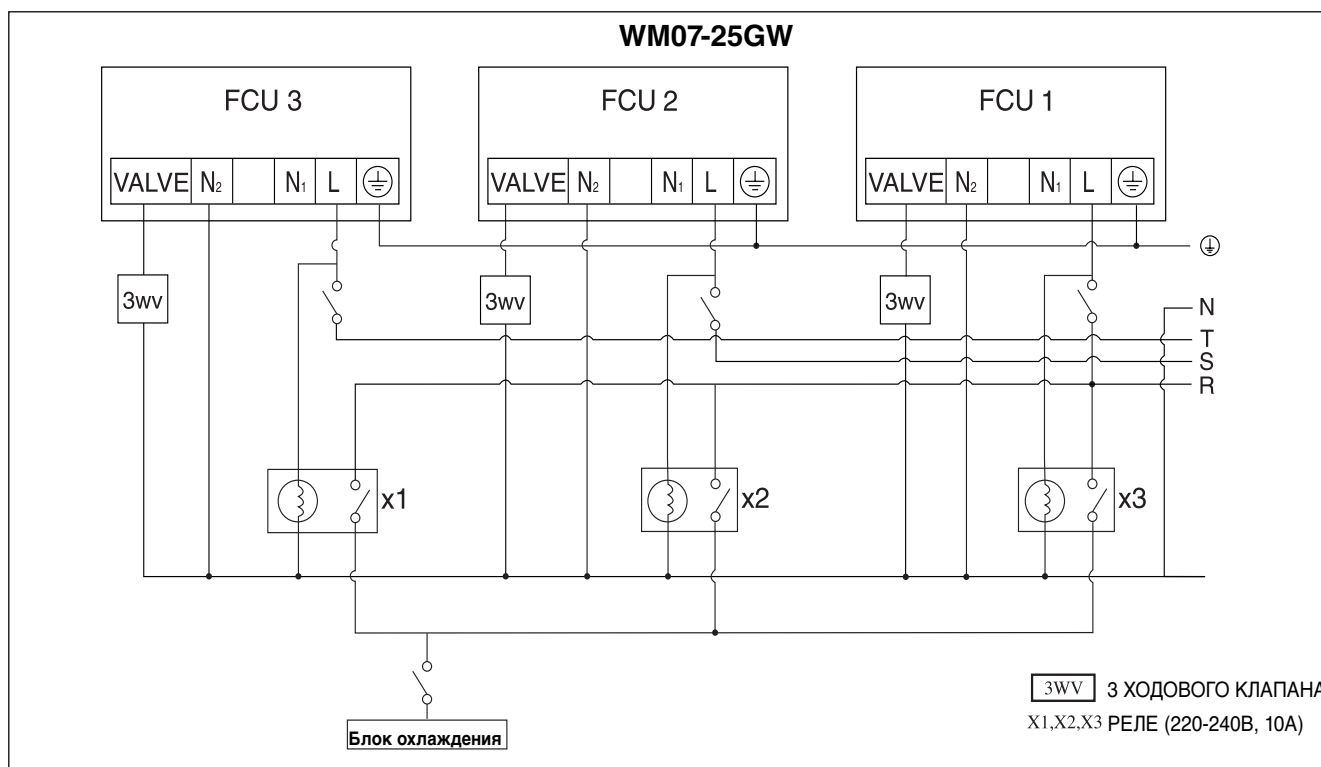 WM07-25GW
FCU 3
FCU 2
FCU 1
VALVE N₂ N₁ L
VALVE N₂ N₁ L
VALVE N₂ N₁ L
3wv
3wv
3wv
N
T
S
R
x1
x2
x3
3WV 3 ХОДОВОГО КЛАПАНА
X1,X2,X3 РЕЛЕ (220-240В, 10А)
Блок охлаждения